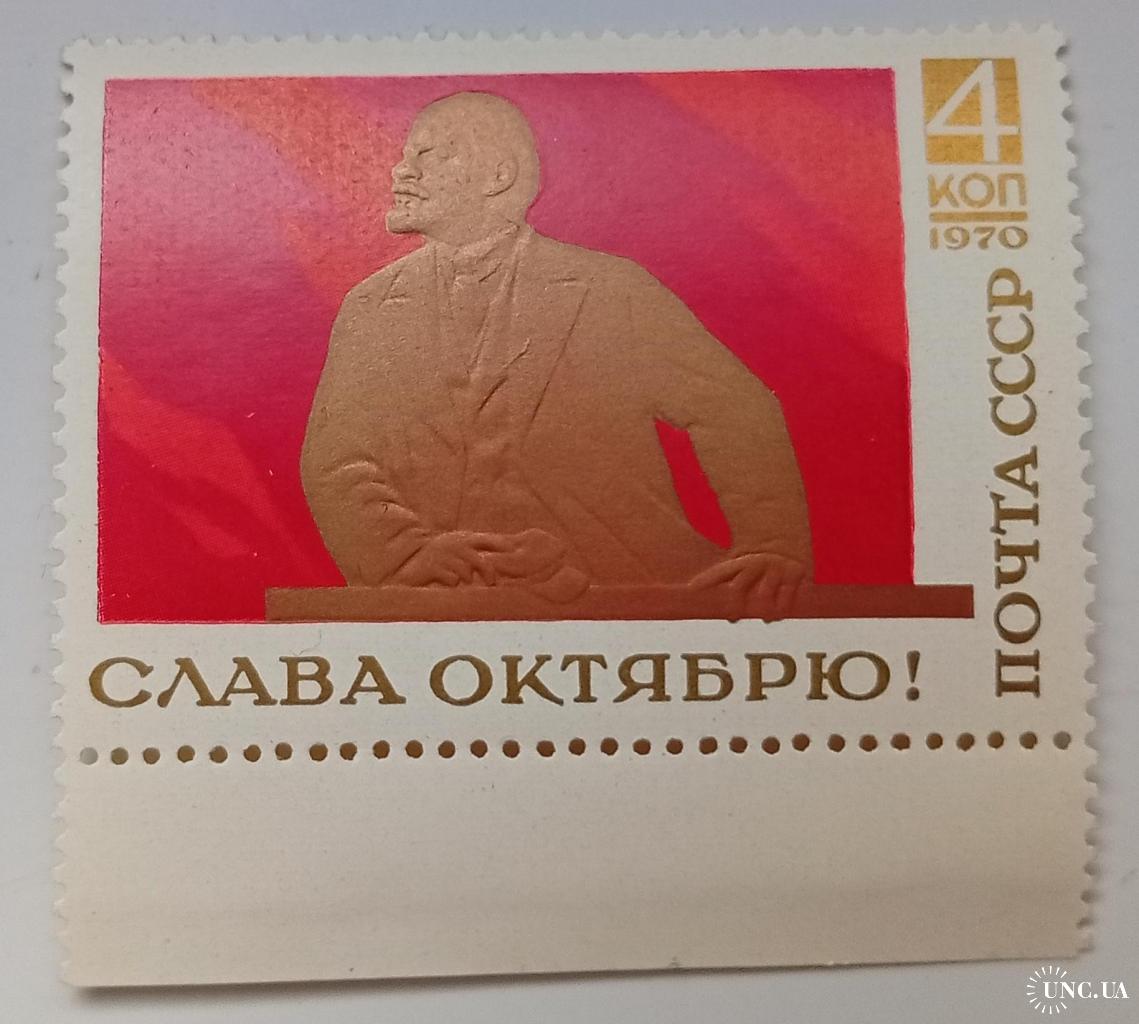 4
КОП
1970
ПОЧТА СССР
СЛАВА ОКТЯБРЮ!
UNC.UA